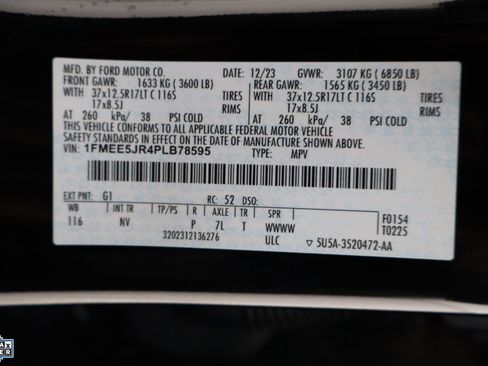 MFD. BY FORD MOTOR CO. DATE: 12/23 GVWR: 3107 KG (6850 LB)
FRONT GAWR: 1633 KG (3600 LB) REAR GAWR: 1565 KG (3450 LB)
WITH 37x12.5R17LT C 116S TIRES WITH 37x12.5R17LT C 116S TIRES
17x8.5J RIMS 17x8.5J RIMS
AT 260 kPa/ 38 PSI COLD AT 260 kPa/ 38 PSI COLD
THIS VEHICLE CONFORMS TO ALL APPLICABLE FEDERAL MOTOR VEHICLE
SAFETY STANDARDS IN EFFECT ON THE DATE OF MANUFACTURE SHOWN ABOVE.
VIN: 1FMEE5JR4PLB78595 TYPE: MPV
EXT PNT: G1 RC: 52 DSO:
WB INT TR TP/PS R AXLE TR SPR F0154
116 NV P 7L T WWWW T0225
3202312136276 ULC 5U5A-3520472-AA